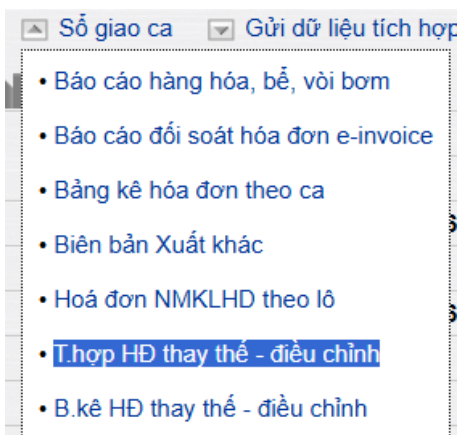 Sổ giao ca Gửi dữ liệu tích hợp
• Báo cáo hàng hóa, bể, vòi bơm
• Báo cáo đối soát hóa đơn e-invoice
• Bảng kê hóa đơn theo ca
• Biên bản Xuất khác
• Hoá đơn NMKLHD theo lô
• T.hợp HĐ thay thế - điều chỉnh
• B.kê HĐ thay thế - điều chỉnh